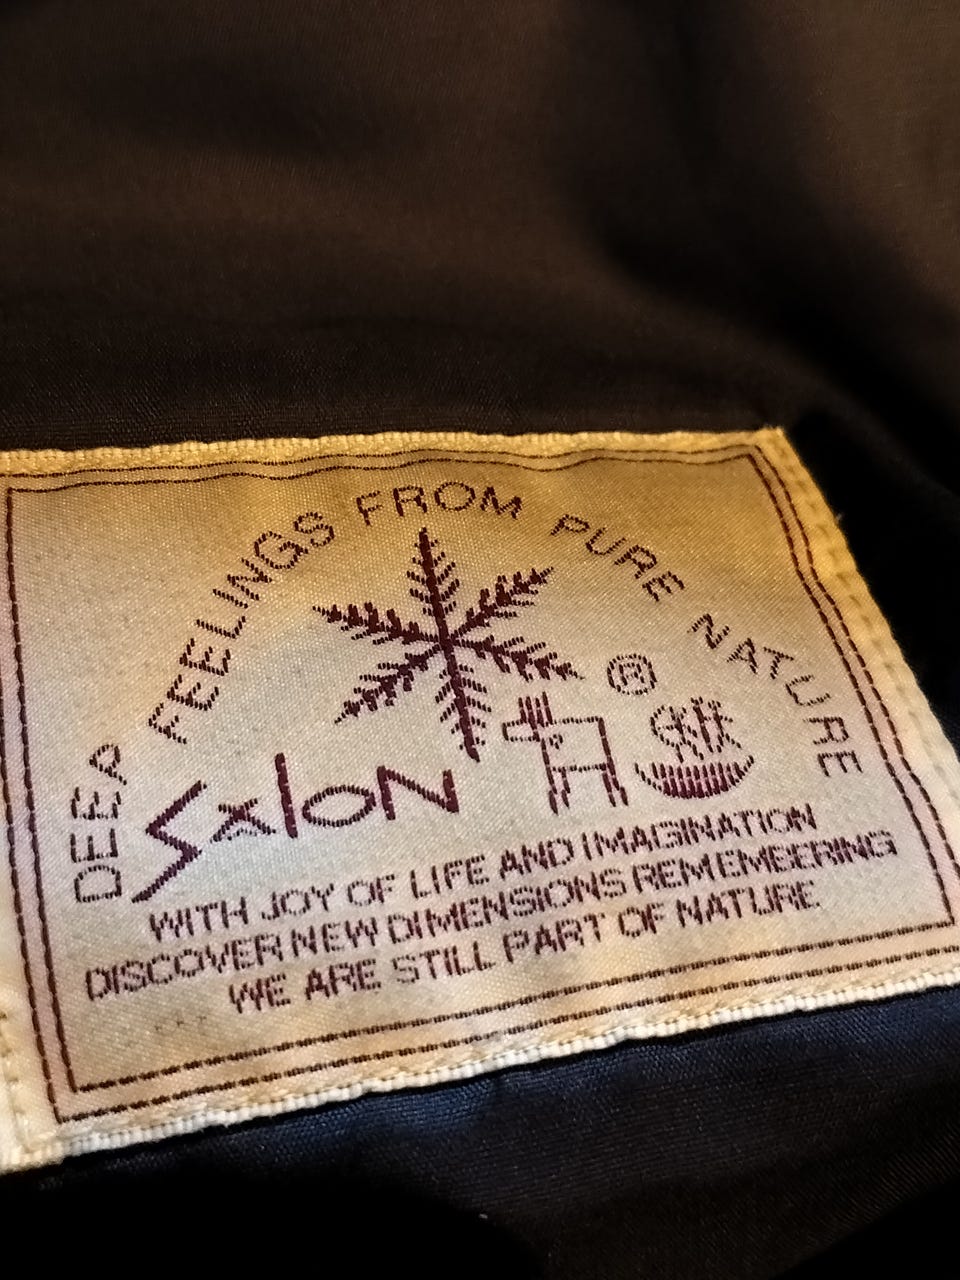 DEEP FEELINGS FROM PURE NATURE
®
SxloN
WITH JOY OF LIFE AND IMAGINATION
DISCOVER NEW DIMENSIONS REMEMBERING
WE ARE STILL PART OF NATURE
...